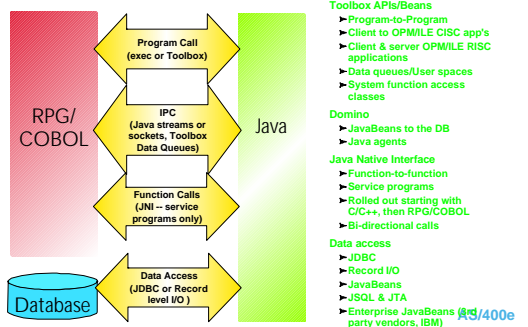 RPG/
COBOL
Program Call
(exec or Toolbox)
IPC
(Java streams or
sockets, Toolbox
Data Queues)
Function Calls
(JNI -- service
programs only)
Data Access
(JDBC or Record
level I/O )
Java
Database
Toolbox APIs/Beans
Program-to-Program
Client to OPM/ILE CISC app's
Client & server OPM/ILE RISC
applications
Data queues/User spaces
System function access
classes
Domino
JavaBeans to the DB
Java agents
Java Native Interface
Function-to-function
Service programs
Rolled out starting with
C/C++, then RPG/COBOL
Bi-directional calls
Data access
JDBC
Record I/O
JavaBeans
JSQL & JTA
Enterprise JavaBeans
party vendors, IBM)
AS/400e